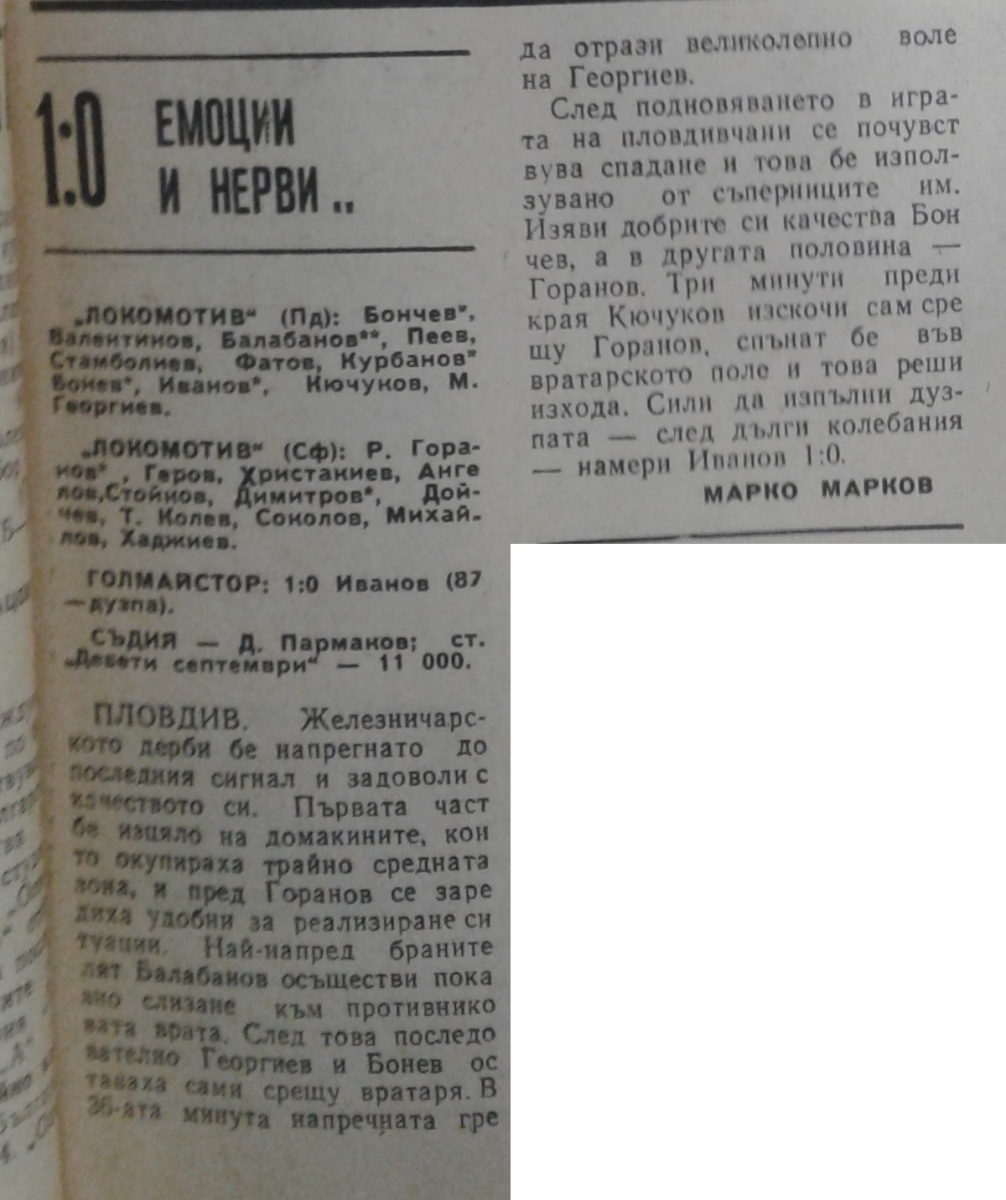 1:0 ЕМОЦИИ
И НЕРВИ..
„ЛОКОМОТИВ“ (Пд): Бончев*,
Валентинов, Балабанов**, Пеев,
Стамболиев, Фатов, Курбанов*
Бонев*, Иванов*, Кючуков, М.
Георгиев.
„ЛОКОМОТИВ“ (Сф): Р. Гора-
нов*, Геров, Христакиев, Анге
лов,Стойков, Димитров*, Дой-
чев, Т. Колев, Соколов, Михай-
лов, Хаджиев.
ГОЛМАЙСТОР: 1:0 Иванов (87
—дузпа).
СЪДИЯ — Д. Пармаков; ст.
„Девети септември“ — 11 000.
ПЛОВДИВ. Железничарс-
кото дерби бе напрегнато до
последния сигнал и задоволи с
качеството си. Първата част
бе изцяло на домакините, кои
то окупираха трайно средната
зона, и пред Горанов се заре
диха удобни за реализиране си
туации. Най-напред браните
лят Балабанов осъществи пока
зно слизане към противнико
вата врата. След това последо
вателно Георгиев и Бонев ос
таваха сами срещу вратаря. В
36-ата минута напречната гре
да отрази великолепно воле
на Георгиев.
След подновяването в игра-
та на пловдивчани се почувст
вува спадане и това бе изпол-
зувано от съперниците им.
Изяви добрите си качества Бон
чев, а в другата половина —
Горанов. Три минути преди
края Кючуков изскочи сам сре
щу Горанов, спънат бе във
вратарското поле и това реши
изхода. Сили да изпълни дуз-
пата — след дълги колебания
— намери Иванов 1:0.
МАРКО МАРКОВ